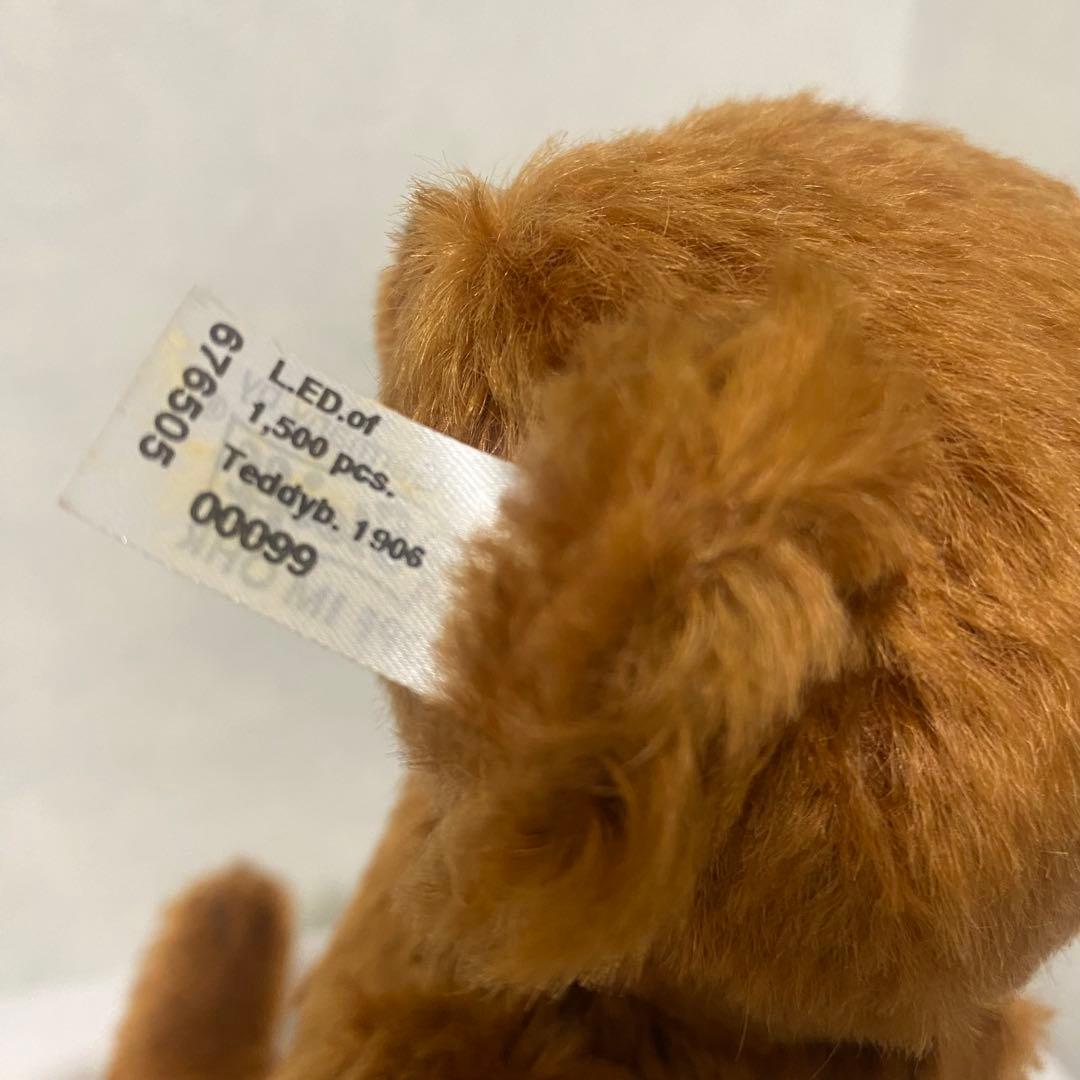 676505
L.ED.of
1,500 pcs.
Teddyb. 1906
00099